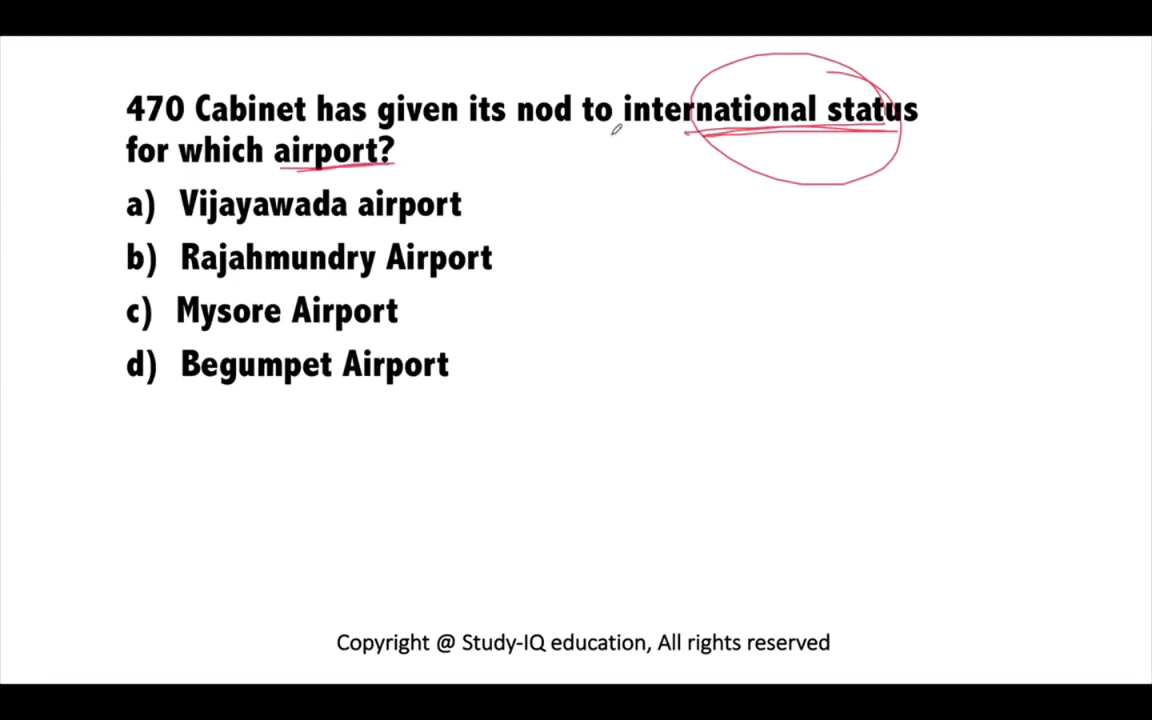 470 Cabinet has given its nod to international status
for which airport?
a) Vijayawada airport
b) Rajahmundry Airport
c) Mysore Airport
d) Begumpet Airport
Copyright @ Study-IQ education, All rights reserved